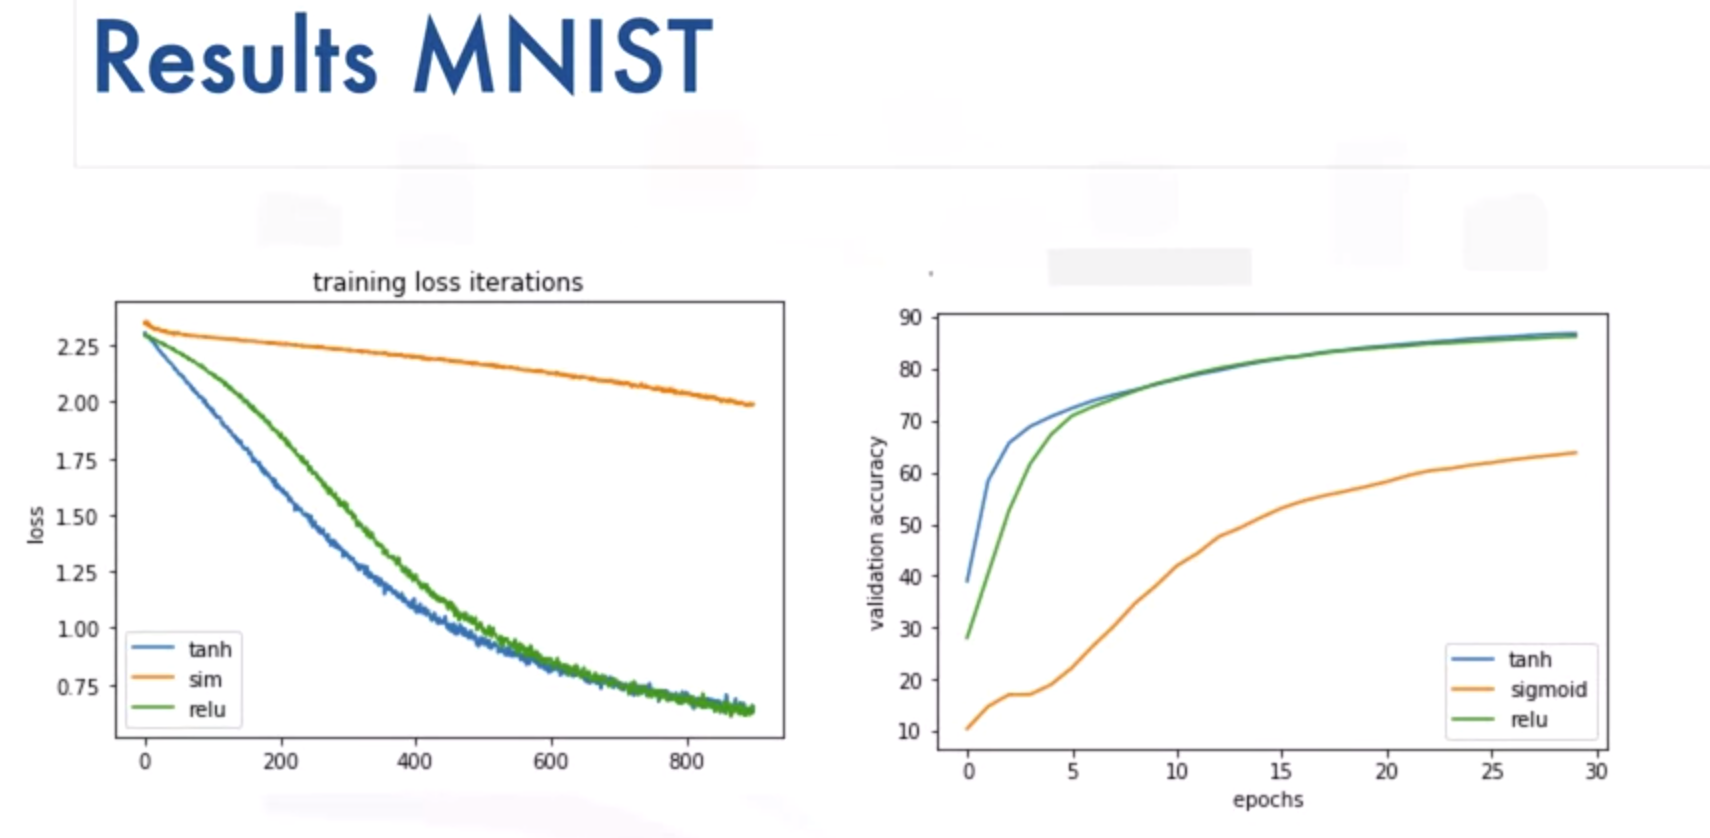 Results MNIST
training loss iterations
loss
2.25
2.00
1.75
1.50
1.25
1.00
0.75
tanh
sim
relu
0 200 400 600 800
validation accuracy
90
80
70
60
50
40
30
20
10
tanh
sigmoid
relu
0 5 10 15 20 25 30
epochs